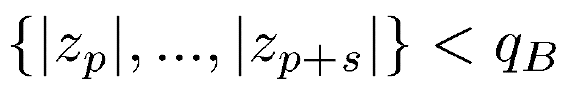 $\{|z_p|, ..., |z_{p+s}|\} < q_B$